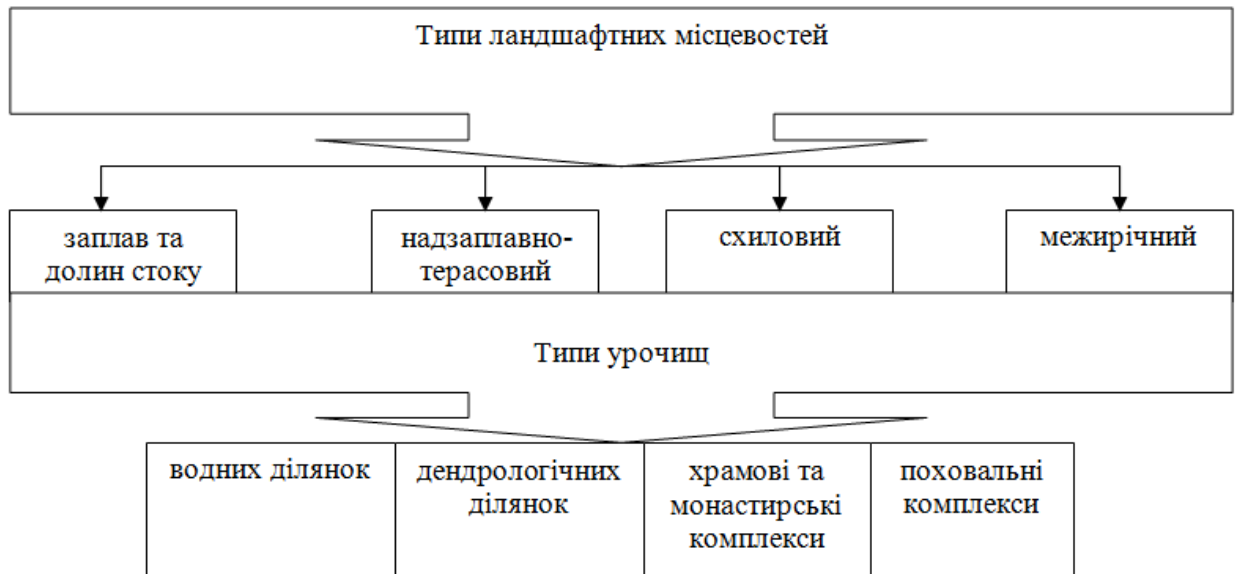 Типи ландшафтних місцевостей
заплав та
долин стоку
надзаплавно-
терасовий
схиловий
межирічний
Типи урочищ
водних ділянок
дендрологічних
ділянок
храмові та
монастирські
комплекси
поховальні
комплекси